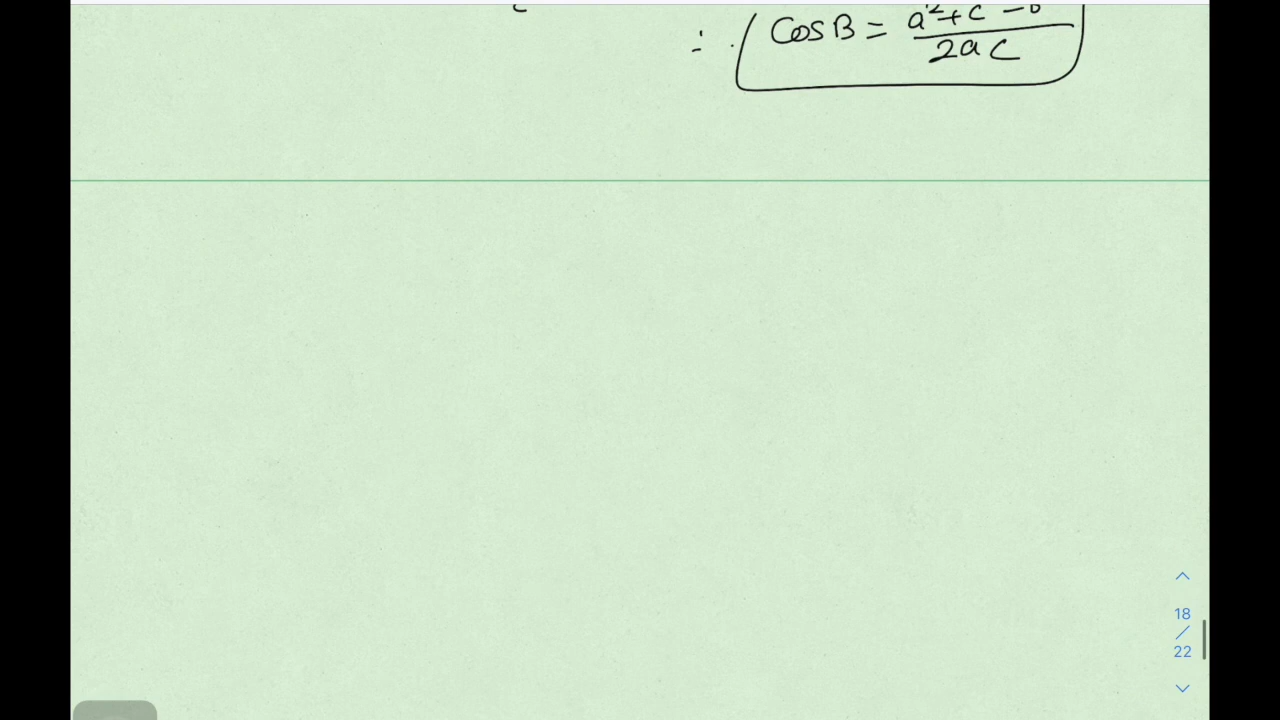 ∴ Cos B = a²+c²-b² / 2ac
18
/
22